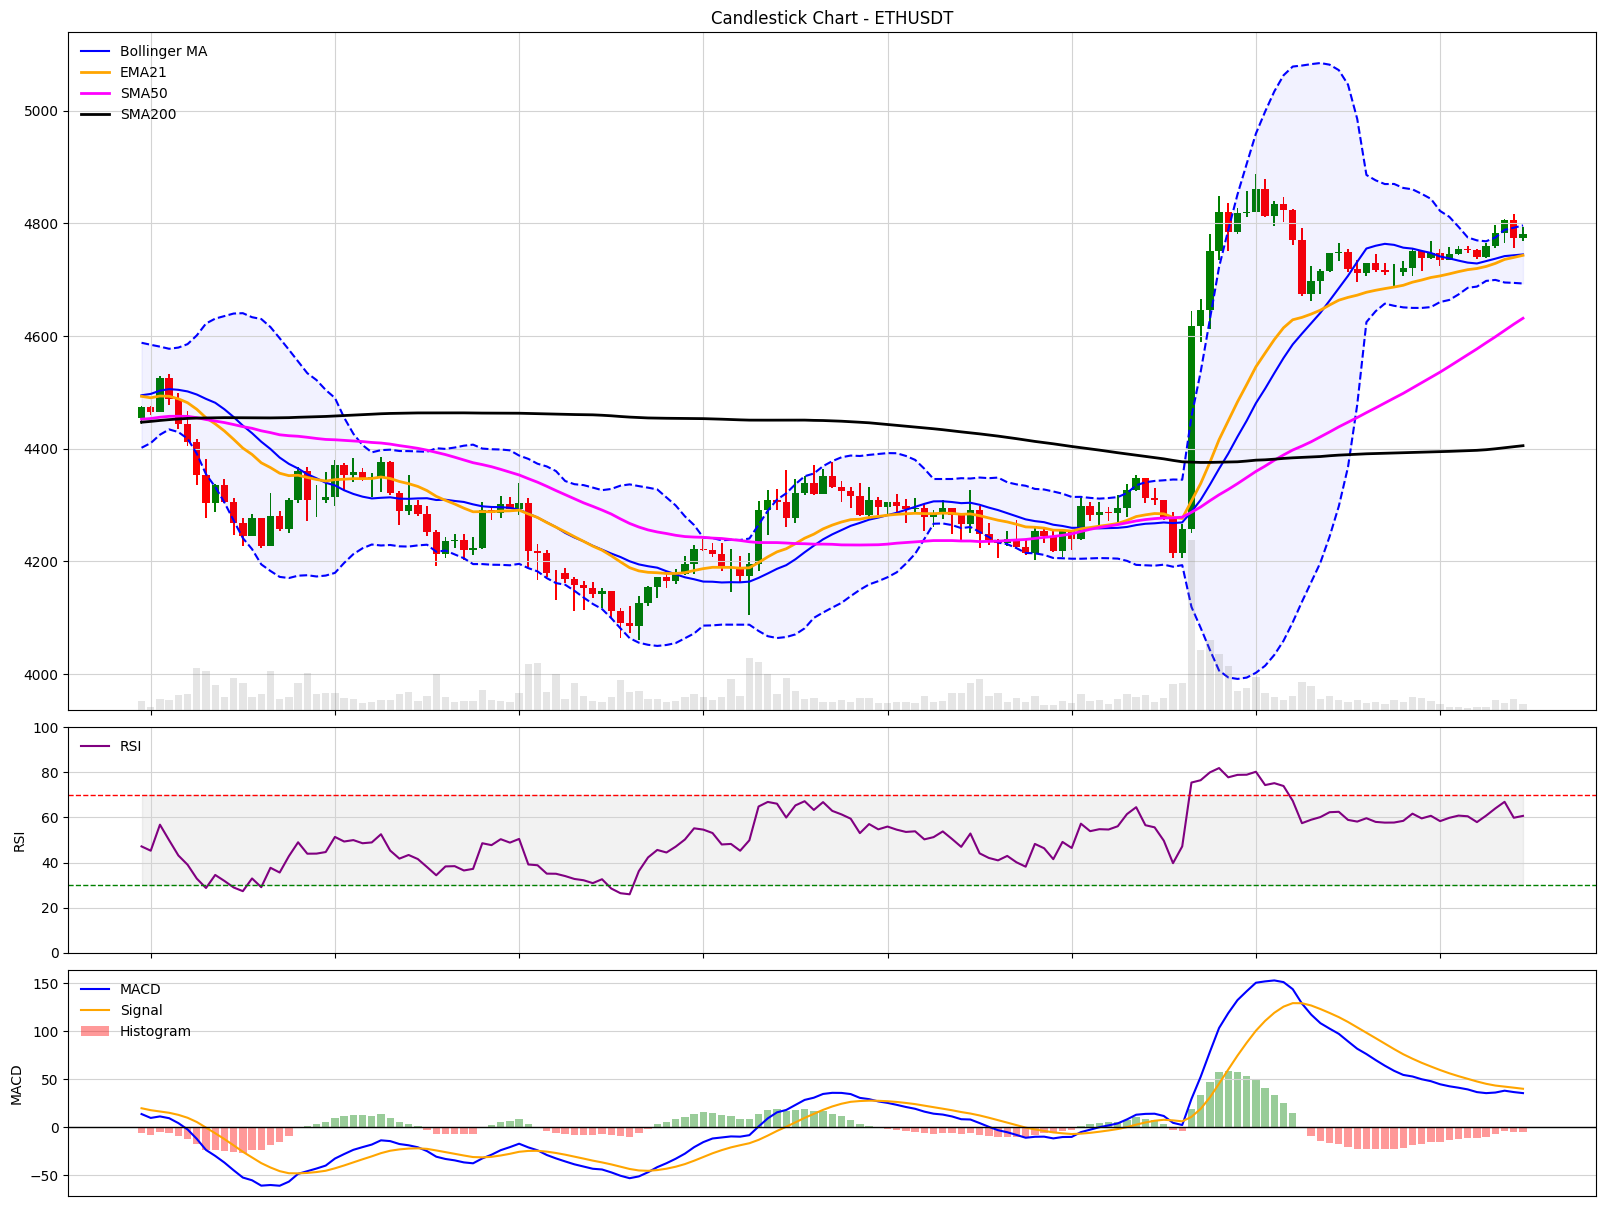 Candlestick Chart - ETHUSDT
Bollinger MA
EMA21
SMA50
SMA200
5000
4800
4600
4400
4200
4000
RSI
100
80
60
40
20
0
RSI
MACD
Signal
Histogram
150
100
50
0
−50
MACD